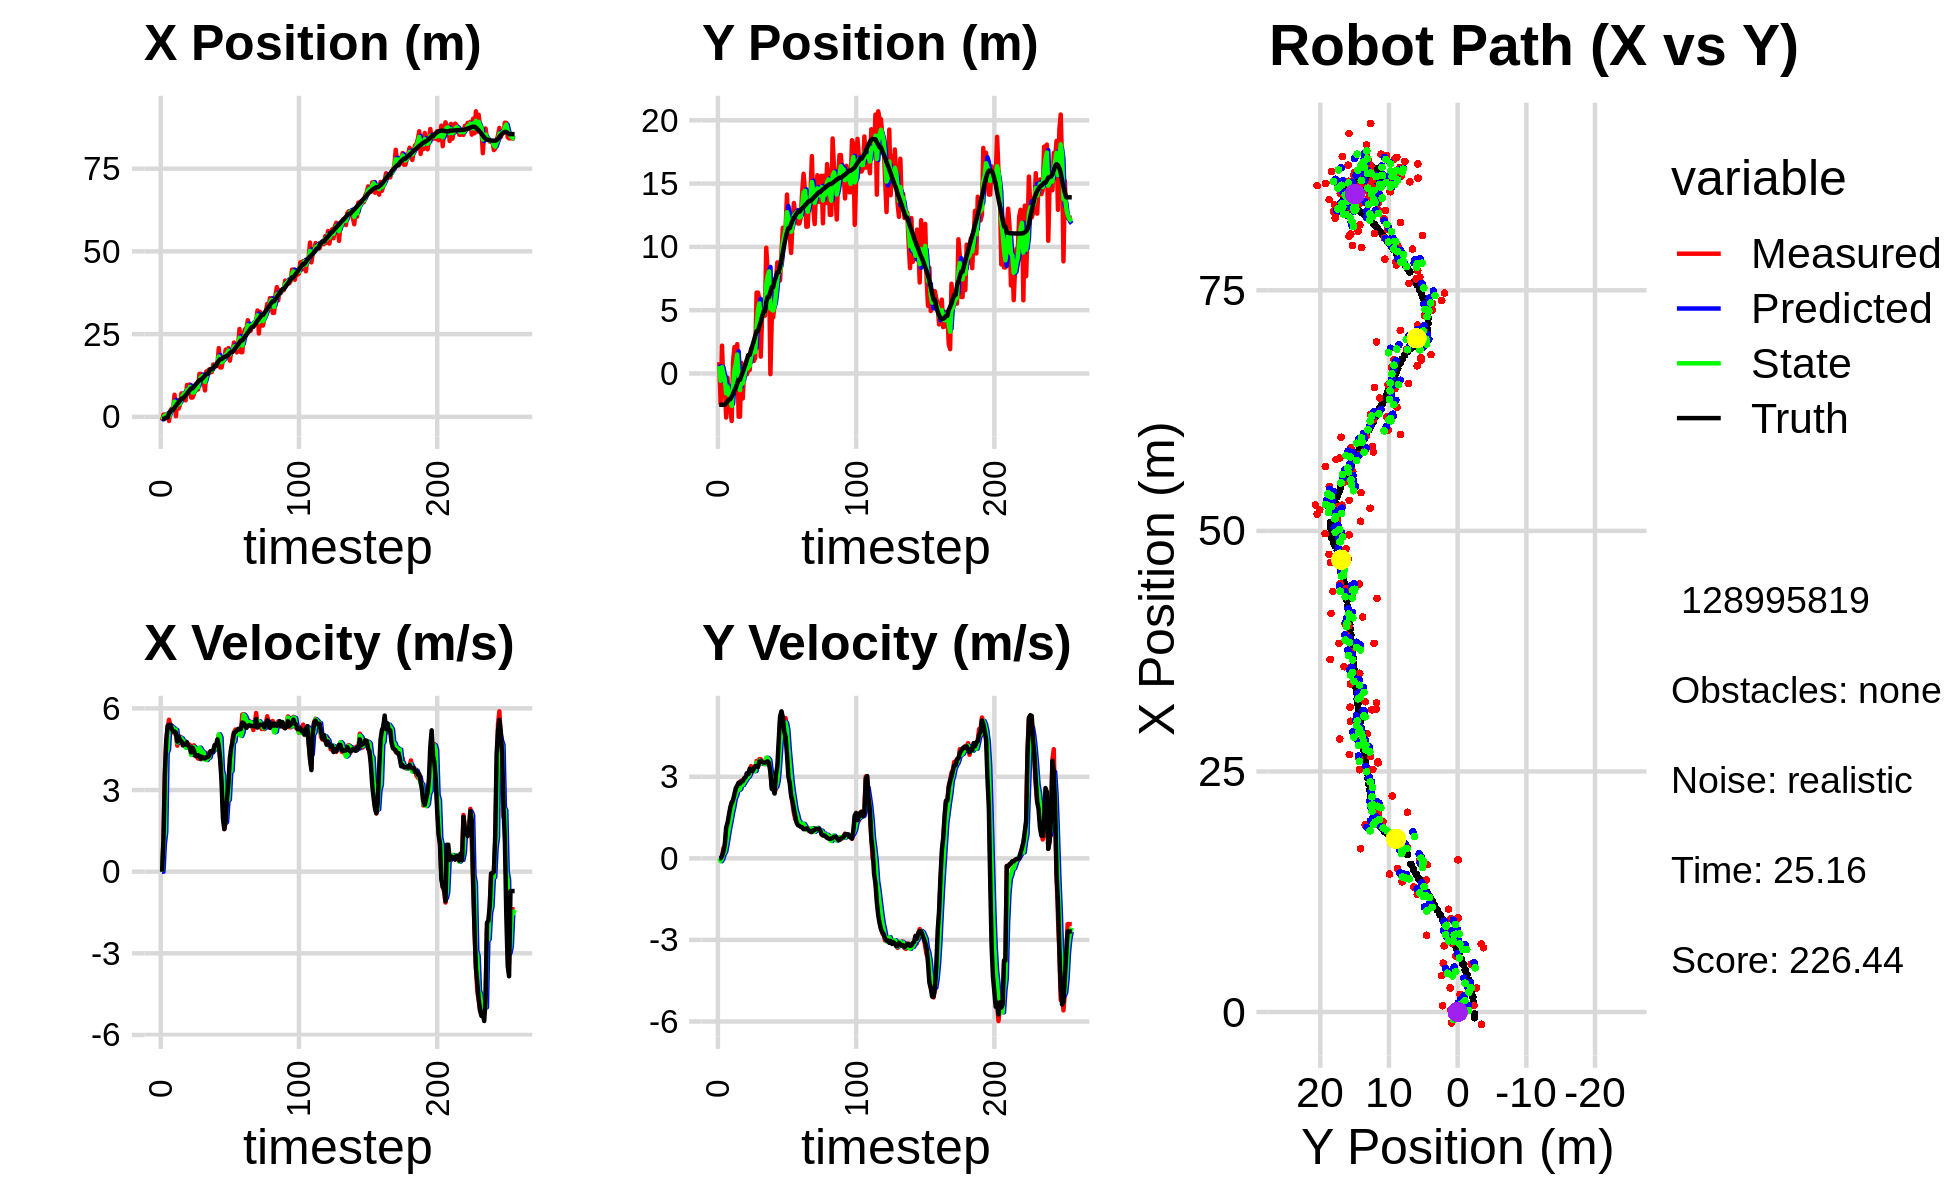 X Position (m)
75
50
25
0
0
100
200
timestep
Y Position (m)
20
15
10
5
0
0
100
200
timestep
X Velocity (m/s)
6
3
0
-3
-6
0
100
200
timestep
Y Velocity (m/s)
3
0
-3
-6
0
100
200
timestep
Robot Path (X vs Y)
X Position (m)
75
50
25
0
20 10 0 -10 -20
Y Position (m)
variable
Measured
Predicted
State
Truth
128995819
Obstacles: none
Noise: realistic
Time: 25.16
Score: 226.44